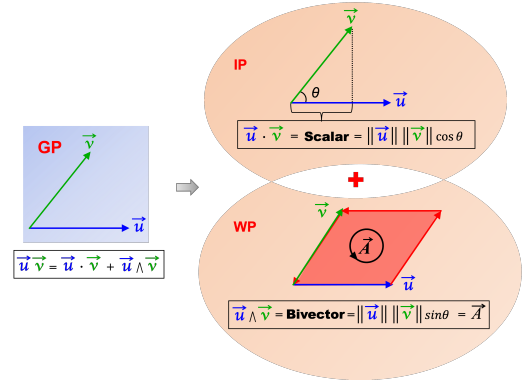 GP
v⃗
u⃗
u⃗ v⃗ = u⃗ · v⃗ + u⃗ ∧ v⃗
IP
v⃗
θ
u⃗
u⃗ · v⃗ = Scalar = ‖u⃗‖ ‖v⃗‖ cos θ
+
WP
v⃗
A⃗
u⃗
u⃗ ∧ v⃗ = Bivector = ‖u⃗‖ ‖v⃗‖ sinθ = A⃗